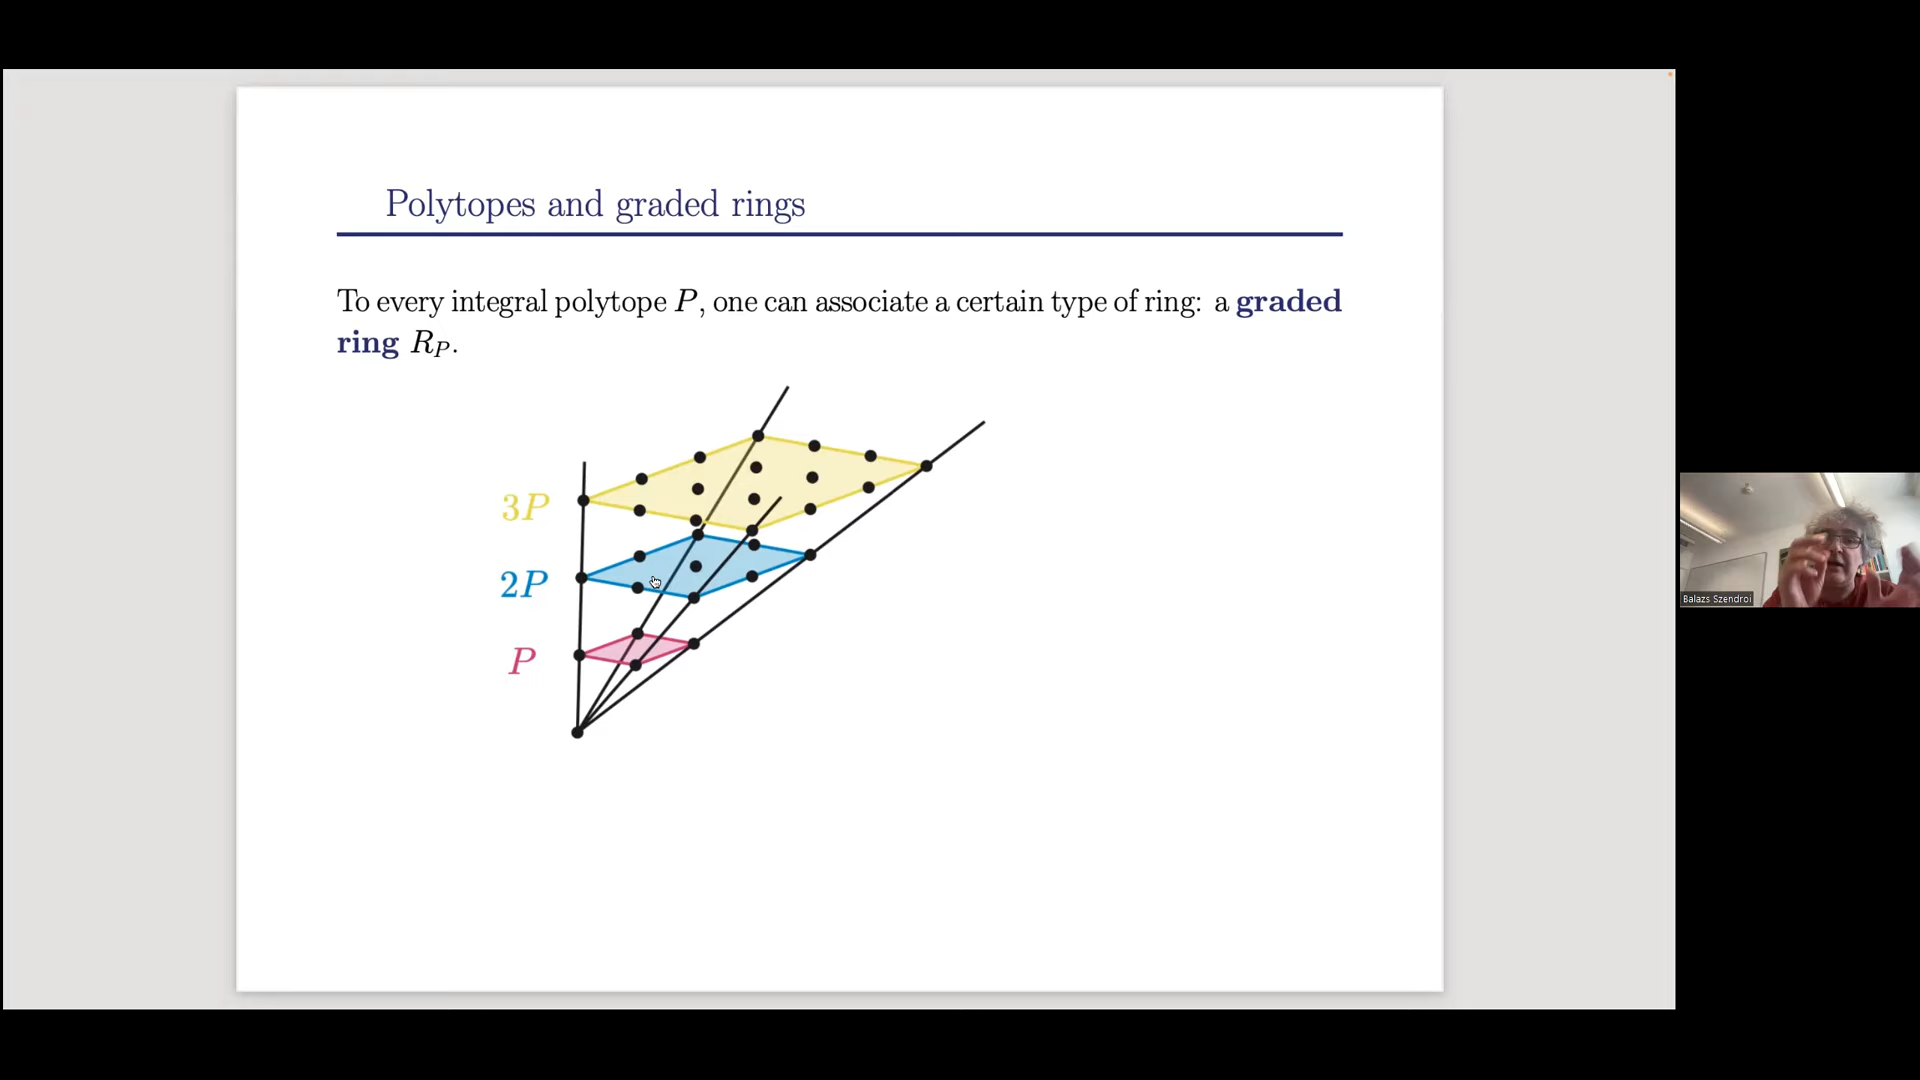 Polytopes and graded rings
To every integral polytope P, one can associate a certain type of ring: a graded
ring R_P.
3P
2P
P
Balazs Szendroi